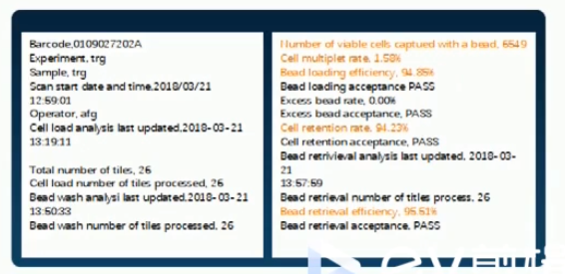 Barcode,0109027202A
Experiment, trg
Sample, trg
Scan start date and time,2018/03/21
12:59:01
Operator, afg
Cell load analysis last updated,2018-03-21
13:19:11
Total number of tiles, 26
Cell load number of tiles processed, 26
Bead wash analysi last updated,2018-03-21
13:50:33
Bead wash number of tiles processed, 26
Number of viable cells captued with a bead, 6549
Cell multiplet rate, 1.58%
Bead loading efficiency, 94.85%
Bead loading acceptance PASS
Excess bead rate, 0.00%
Excess bead acceptance, PASS
Cell retention rate, 94.23%
Cell retention acceptance, PASS
Bead retrivieval analysis last updated, 2018-03-
21
13:57:59
Bead retrieval number of titles process, 26
Bead retrieval efficiency, 95.51%
Bead retrieval acceptance, PASS